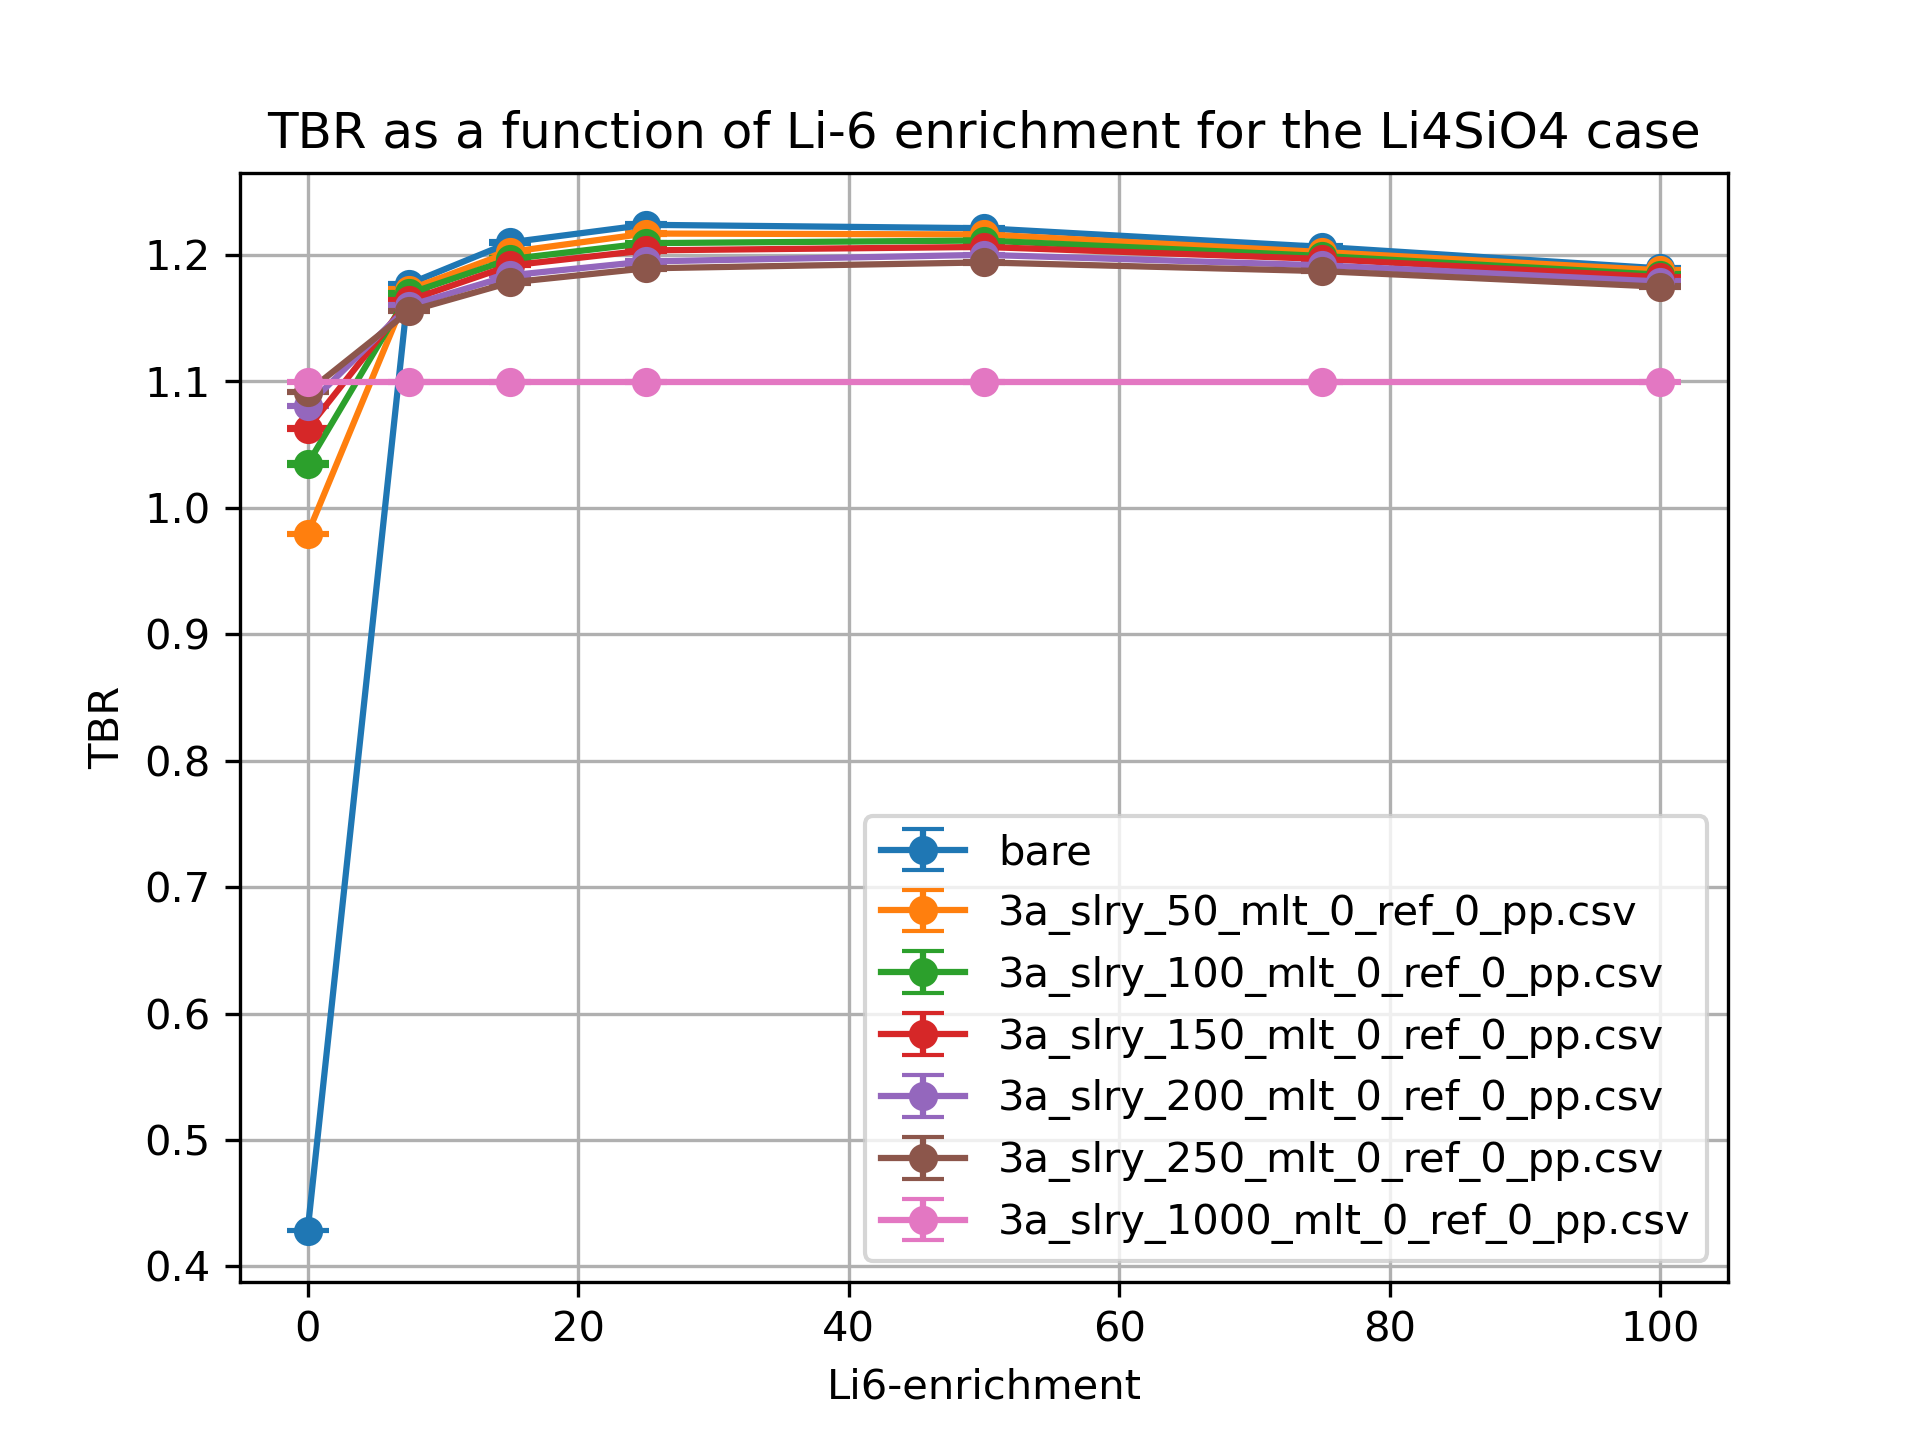 TBR as a function of Li-6 enrichment for the Li4SiO4 case
1.2
1.1
1.0
0.9
0.8
0.7
0.6
0.5
0.4
TBR
bare
3a_slry_50_mlt_0_ref_0_pp.csv
3a_slry_100_mlt_0_ref_0_pp.csv
3a_slry_150_mlt_0_ref_0_pp.csv
3a_slry_200_mlt_0_ref_0_pp.csv
3a_slry_250_mlt_0_ref_0_pp.csv
3a_slry_1000_mlt_0_ref_0_pp.csv
0 20 40 60 80 100
Li6-enrichment